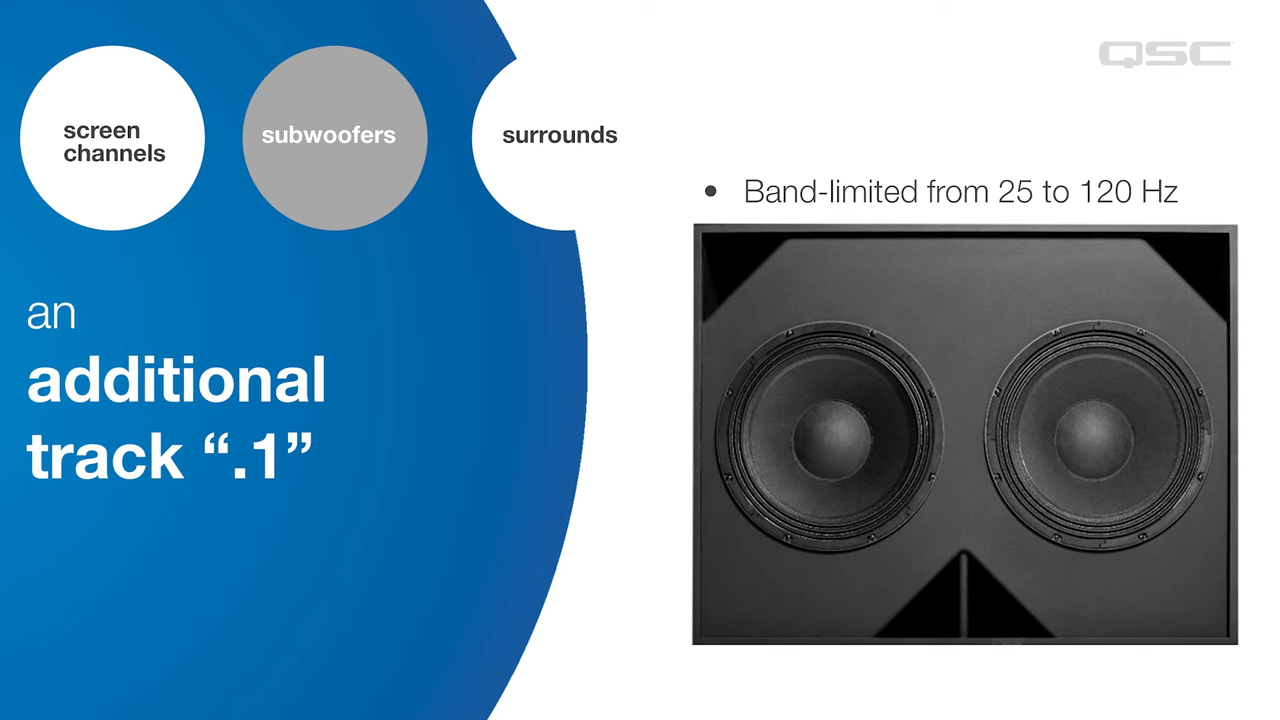 QSC
screen
channels
subwoofers
surrounds
• Band-limited from 25 to 120 Hz
an
additional
track “.1”